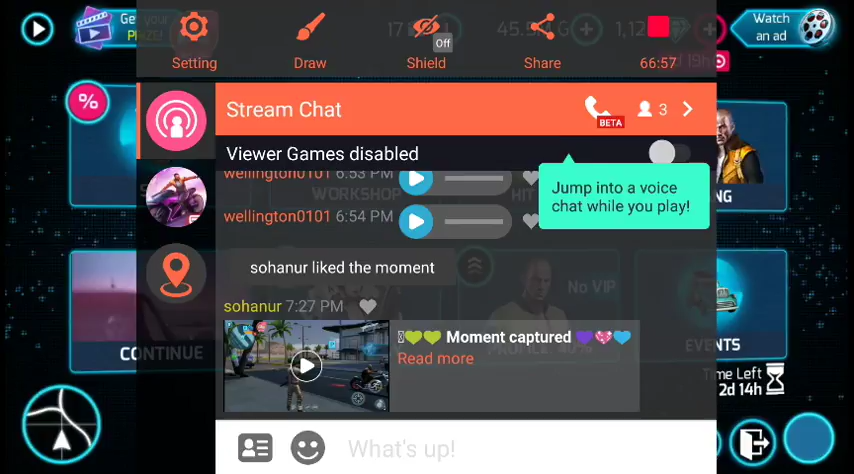 Get your
PRIZE!
Setting
Draw
Off
Shield
Share
66:57
Watch
an ad
%
Stream Chat
BETA
3
Viewer Games disabled
Jump into a voice
chat while you play!
wellington0101 6:53 PM
WORKSHOP
HIT
wellington0101 6:54 PM
sohanur liked the moment
No VIP
sohanur 7:27 PM
Moment captured
Read more
CONTINUE
PROFILE: 40%
EVENTS
Time Left
2d 14h
What's up!